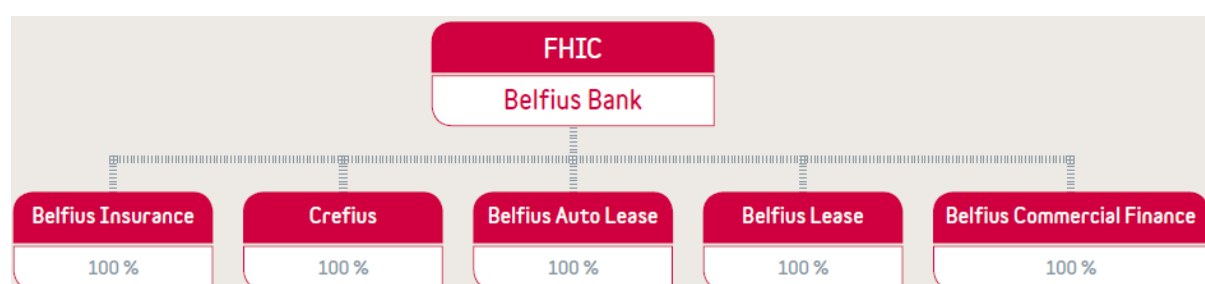 FHIC
Belfius Bank
Belfius Insurance
100 %
Crefius
100 %
Belfius Auto Lease
100 %
Belfius Lease
100 %
Belfius Commercial Finance
100 %